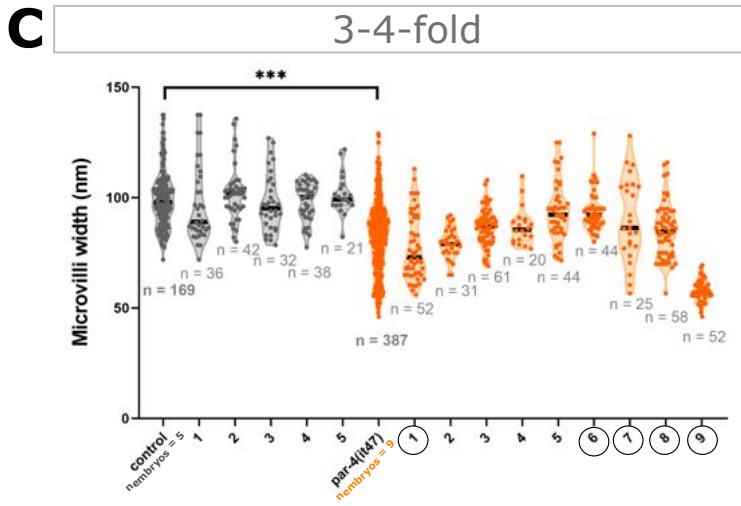 C
3-4-fold
Microvilli width (nm)
150
100
50
0
***
n = 169
n = 36
n = 42
n = 32
n = 38
n = 21
n = 387
n = 52
n = 31
n = 61
n = 20
n = 44
n = 44
n = 25
n = 58
n = 52
control
nembryos = 5
1
2
3
4
5
par-4(it47)
nembryos = 9
1
2
3
4
5
6
7
8
9